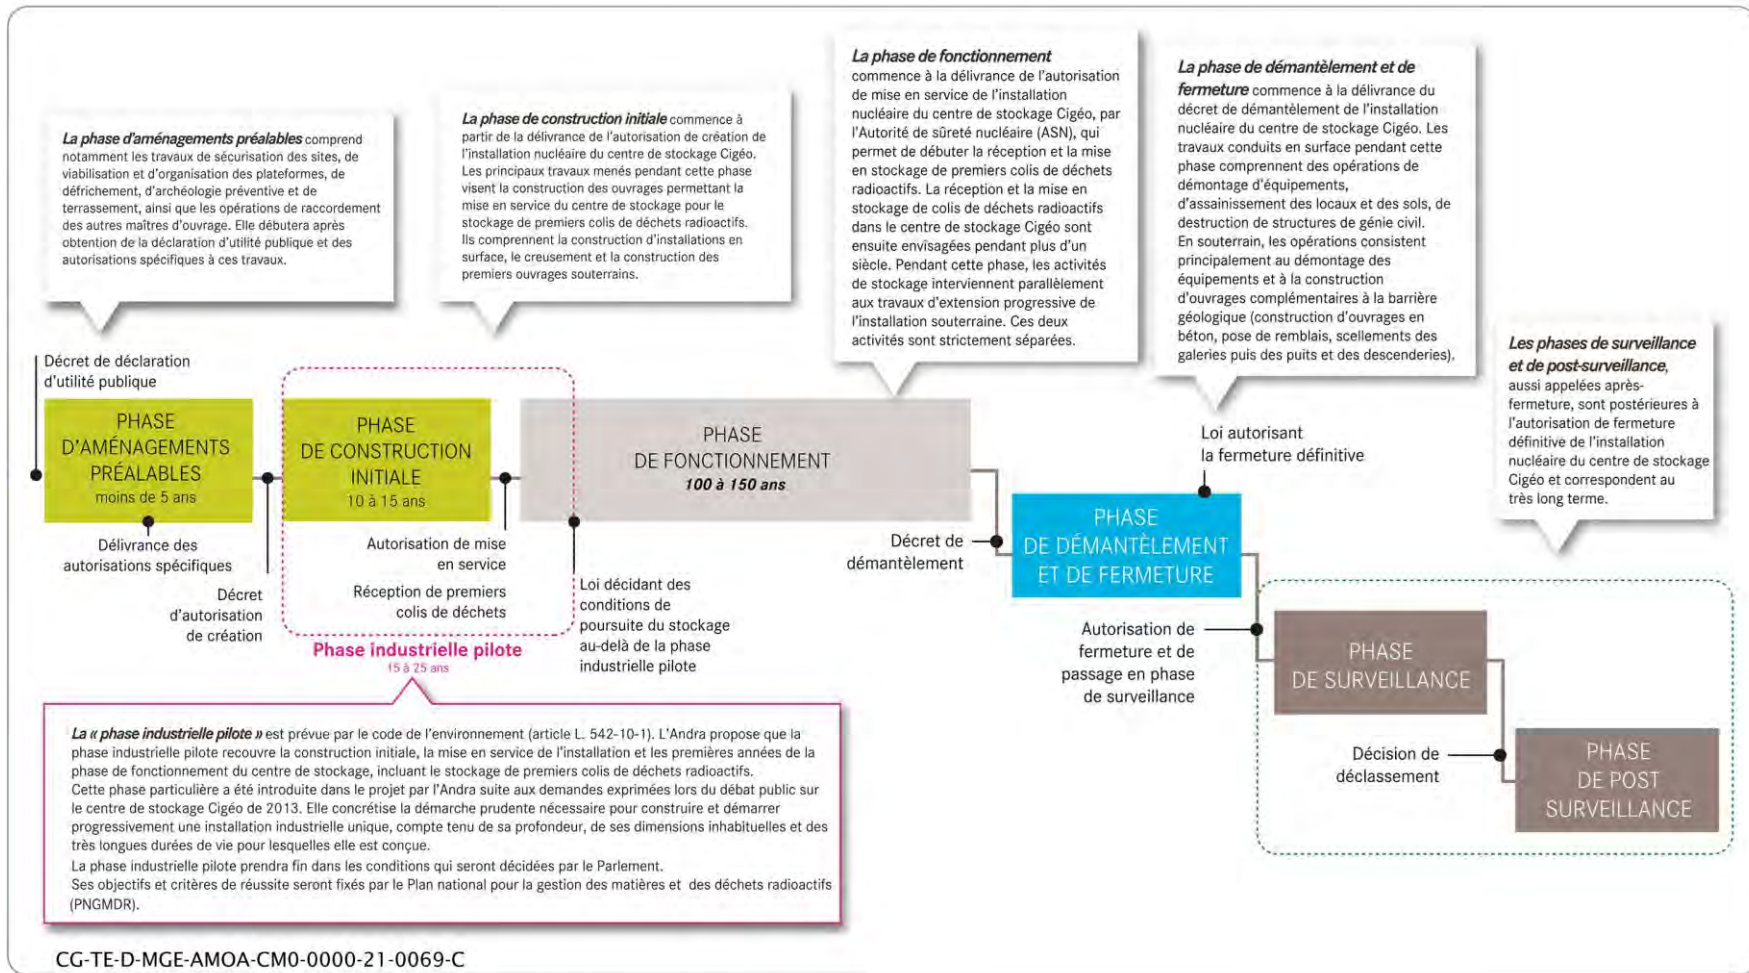 La phase d'aménagements préalables comprend
notamment les travaux de sécurisation des sites, de
viabilisation et d'organisation des plateformes, de
défrichement, d'archéologie préventive et de
terrassement, ainsi que les opérations de raccordement
des autres maîtres d'ouvrage. Elle débutera après
obtention de la déclaration d'utilité publique et des
autorisations spécifiques à ces travaux.
La phase de construction initiale commence à
partir de la délivrance de l'autorisation de création de
l'installation nucléaire du centre de stockage Cigéo.
Les principaux travaux menés pendant cette phase
visent la construction des ouvrages permettant la
mise en service du centre de stockage pour le
stockage de premiers colis de déchets radioactifs.
Ils comprennent la construction d'installations en
surface, le creusement et la construction des
premiers ouvrages souterrains.
La phase de fonctionnement
commence à la délivrance de l'autorisation
de mise en service de l'installation
nucléaire du centre de stockage Cigéo, par
l'Autorité de sûreté nucléaire (ASN), qui
permet de débuter la réception et la mise
en stockage de premiers colis de déchets
radioactifs. La réception et la mise en
stockage de colis de déchets radioactifs
dans le centre de stockage Cigéo sont
ensuite envisagées pendant plus d'un
siècle. Pendant cette phase, les activités
de stockage interviennent parallèlement
aux travaux d'extension progressive de
l'installation souterraine. Ces deux
activités sont strictement séparées.
La phase de démantèlement et de
fermeture commence à la délivrance du
décret de démantèlement de l'installation
nucléaire du centre de stockage Cigéo. Les
travaux conduits en surface pendant cette
phase comprennent des opérations de
démontage d'équipements,
d'assainissement des locaux et des sols, de
destruction de structures de génie civil.
En souterrain, les opérations consistent
principalement au démontage des
équipements et à la construction
d'ouvrages complémentaires à la barrière
géologique (construction d'ouvrages en
béton, pose de remblais, scellements des
galeries puis des puits et des descenderies).
Les phases de surveillance
et de post-surveillance,
aussi appelées après-
fermeture, sont postérieures à
l'autorisation de fermeture
définitive de l'installation
nucléaire du centre de stockage
Cigéo et correspondent au
très long terme.
Décret de déclaration
d'utilité publique
PHASE
D'AMÉNAGEMENTS
PRÉALABLES
moins de 5 ans
Délivrance des
autorisations spécifiques
Décret
d'autorisation
de création
PHASE
DE CONSTRUCTION
INITIALE
10 à 15 ans
Autorisation de mise
en service
Réception de premiers
colis de déchets
Phase industrielle pilote
15 à 25 ans
PHASE
DE FONCTIONNEMENT
100 à 150 ans
Loi décidant des
conditions de
poursuite du stockage
au-delà de la phase
industrielle pilote
Décret de
démantèlement
Loi autorisant
la fermeture définitive
PHASE
DE DÉMANTÈLEMENT
ET DE FERMETURE
Autorisation de
fermeture et de
passage en phase
de surveillance
PHASE
DE SURVEILLANCE
Décision de
déclassement
PHASE
DE POST
SURVEILLANCE
La « phase industrielle pilote » est prévue par le code de l'environnement (article L. 542-10-1). L'Andra propose que la
phase industrielle pilote recouvre la construction initiale, la mise en service de l'installation et les premières années de la
phase de fonctionnement du centre de stockage, incluant le stockage de premiers colis de déchets radioactifs.
Cette phase particulière a été introduite dans le projet par l'Andra suite aux demandes exprimées lors du débat public sur
le centre de stockage Cigéo de 2013. Elle concrétise la démarche prudente nécessaire pour construire et démarrer
progressivement une installation industrielle unique, compte tenu de sa profondeur, de ses dimensions inhabituelles et des
très longues durées de vie pour lesquelles elle est conçue.
La phase industrielle pilote prendra fin dans les conditions qui seront décidées par le Parlement.
Ses objectifs et critères de réussite seront fixés par le Plan national pour la gestion des matières et des déchets radioactifs
(PNGMDR).
CG-TE-D-MGE-AMOA-CM0-0000-21-0069-C